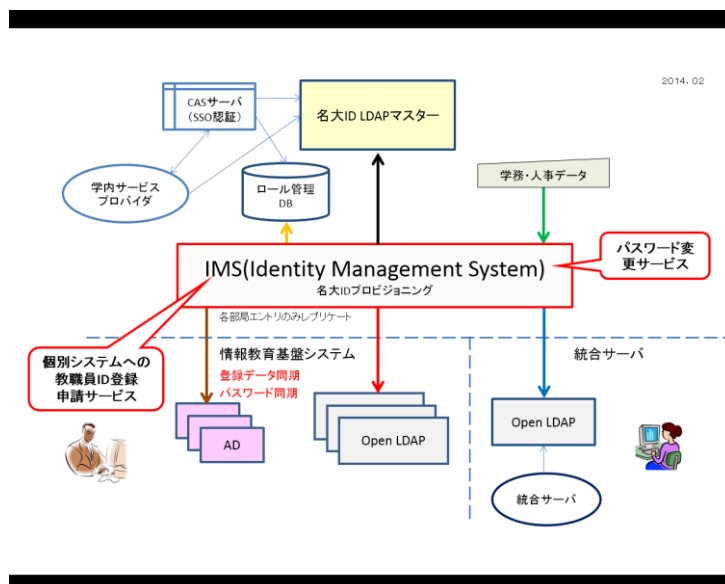 2014.02
CASサーバ
（SSO認証）
名大ID LDAPマスター
学内サービス
プロバイダ
ロール管理
DB
学務・人事データ
パスワード変
更サービス
IMS(Identity Management System)
名大IDプロビジョニング
各部局エントリのみレプリケート
個別システムへの
教職員ID登録
申請サービス
情報教育基盤システム
登録データ同期
パスワード同期
統合サーバ
AD
Open LDAP
Open LDAP
統合サーバ